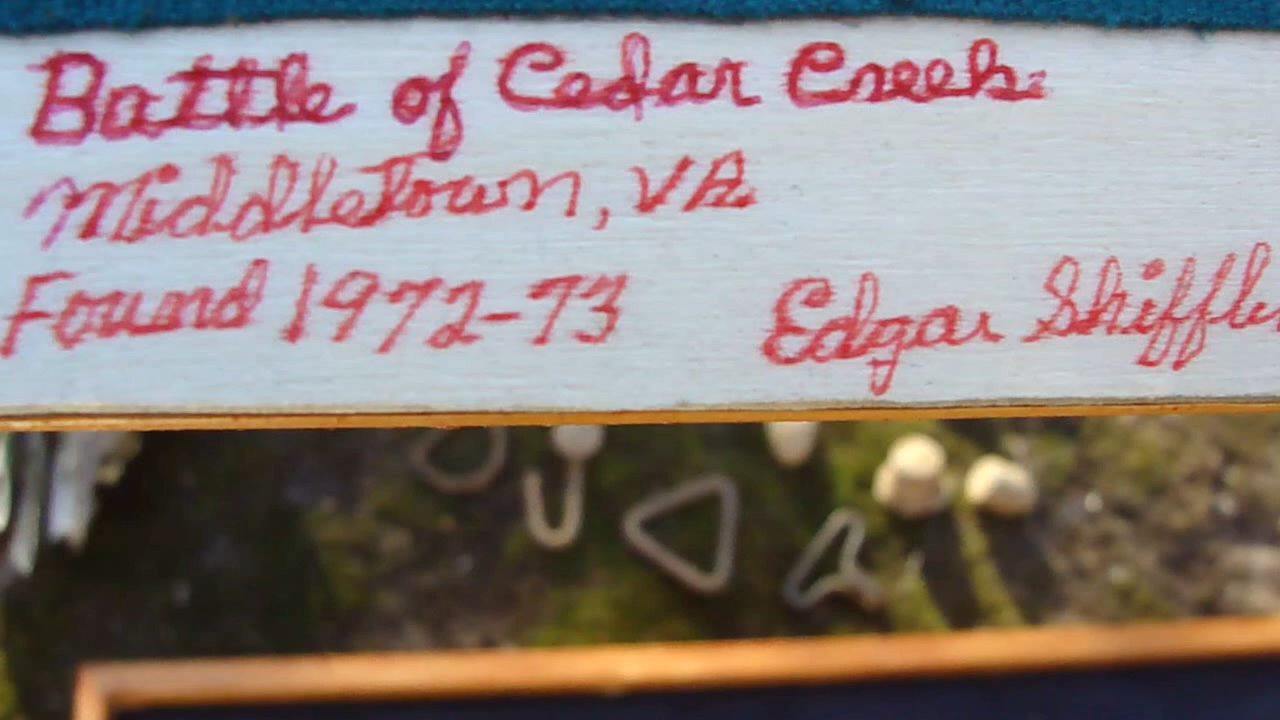 Battle of Cedar Creek
Middletown, VA
Found 1972-73 Edgar